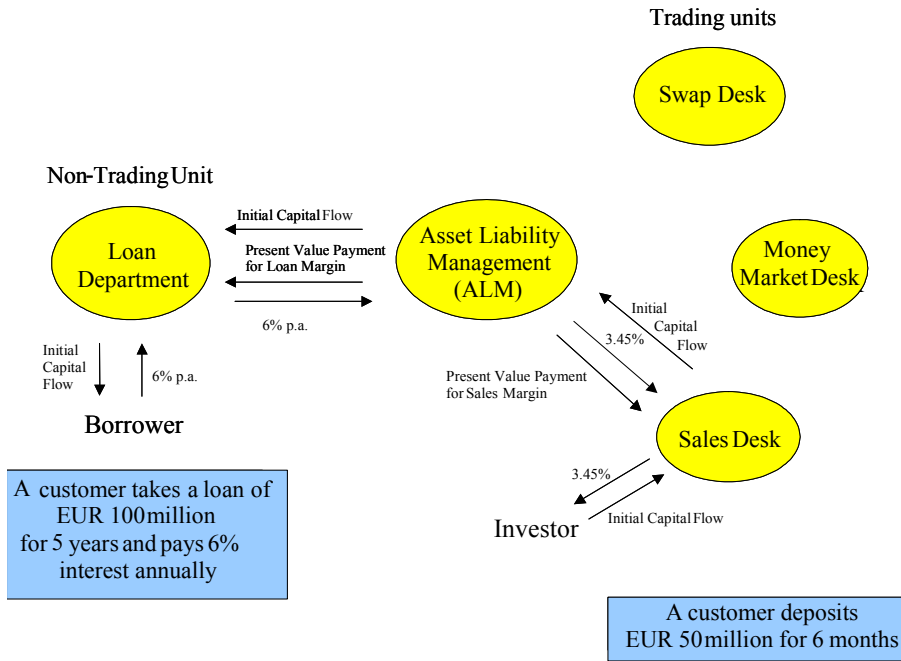 Trading units
Swap Desk
Non-Trading Unit
Loan
Department
Initial Capital Flow
Present Value Payment
for Loan Margin
6% p.a.
Asset Liability
Management
(ALM)
Money
Market Desk
Initial
Capital
Flow
3.45%
Present Value Payment
for Sales Margin
Initial
Capital
Flow
6% p.a.
Borrower
Sales Desk
3.45%
Investor
Initial Capital Flow
A customer takes a loan of
EUR 100 million
for 5 years and pays 6%
interest annually
A customer deposits
EUR 50 million for 6 months